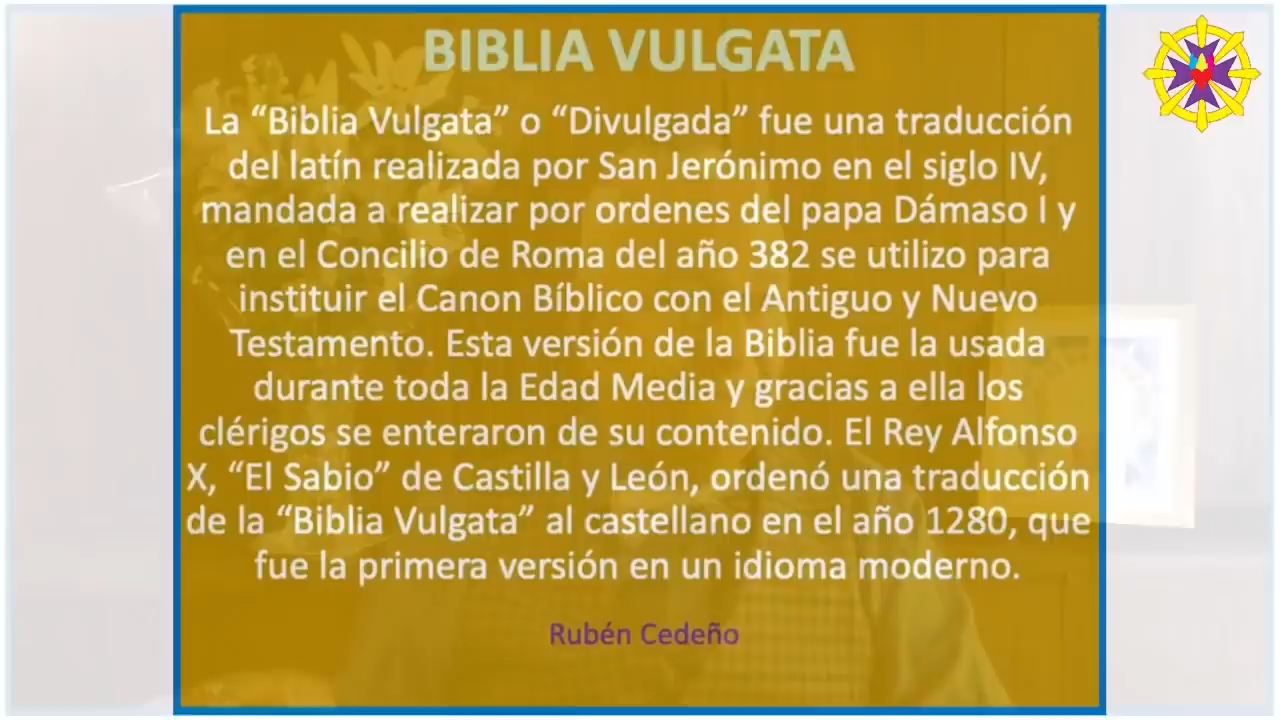 BIBLIA VULGATA
La “Biblia Vulgata” o “Divulgada” fue una traducción
del latín realizada por San Jerónimo en el siglo IV,
mandada a realizar por ordenes del papa Dámaso I y
en el Concilio de Roma del año 382 se utilizo para
instituir el Canon Bíblico con el Antiguo y Nuevo
Testamento. Esta versión de la Biblia fue la usada
durante toda la Edad Media y gracias a ella los
clérigos se enteraron de su contenido. El Rey Alfonso
X, “El Sabio” de Castilla y León, ordenó una traducción
de la “Biblia Vulgata” al castellano en el año 1280, que
fue la primera versión en un idioma moderno.
Rubén Cedeño